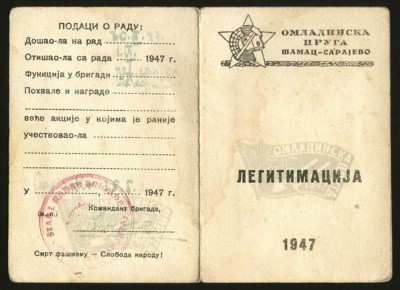 ПОДАЦИ О РАДУ:
Дошао-ла на рад
Отишао-ла са рада 1947 г.
Функција у бригади
Похвале и награде
веће акције у којима је раније
учествовао-ла
У 1947 г.
Командант бригаде,
(м.п.)
Смрт фашизму — Слобода народу!
ОМЛАДИНСКА
ПРУГА
ШАМАЦ-САРАЈЕВО
ЛЕГИТИМАЦИЈА
1947